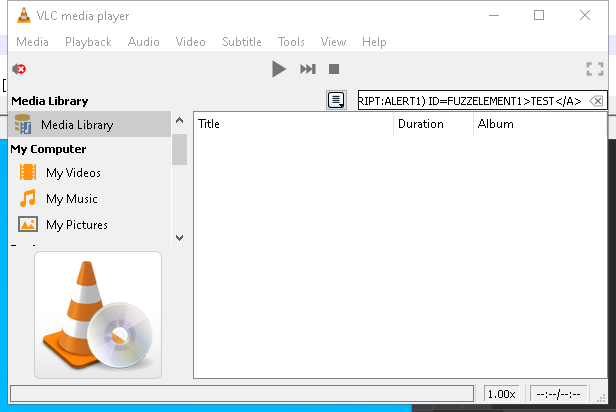 VLC media player
Media Playback Audio Video Subtitle Tools View Help
Media Library
RIPT:ALERT1) ID=FUZZELEMENT1>TEST</A>
Media Library
Title Duration Album
My Computer
My Videos
My Music
My Pictures
1.00x --:--/--:--